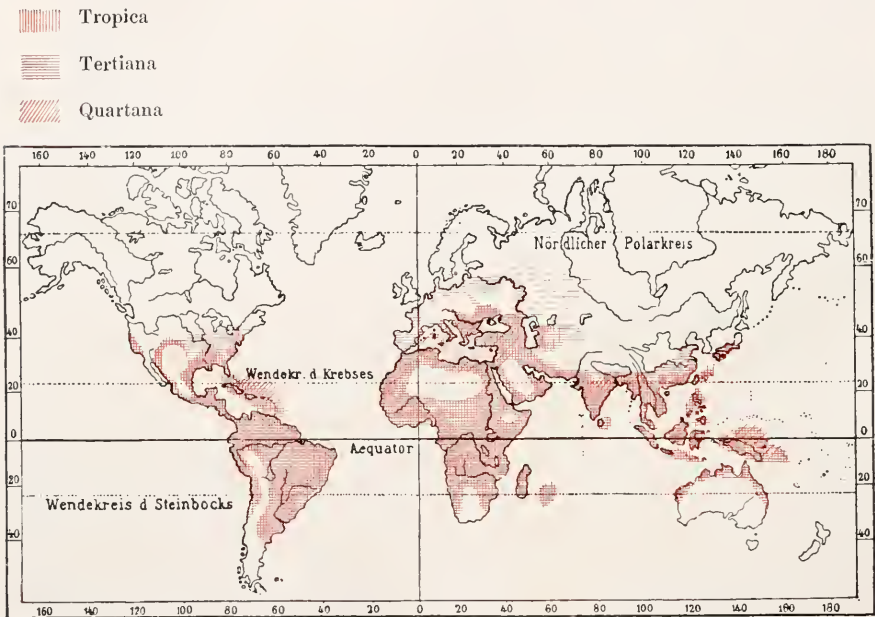 Tropica
Tertiana
Quartana
160 140 120 100 80 60 40 20 0 20 40 60 80 100 120 140 160 180
70 70
Nördlicher Polarkreis
60 60
40 40
Wendekr. d Krebses
20 20
0 0
Aequator
20 20
Wendekreis d Steinbocks
40 40
160 140 120 100 80 60 40 20 0 20 40 60 80 100 120 140 160 180